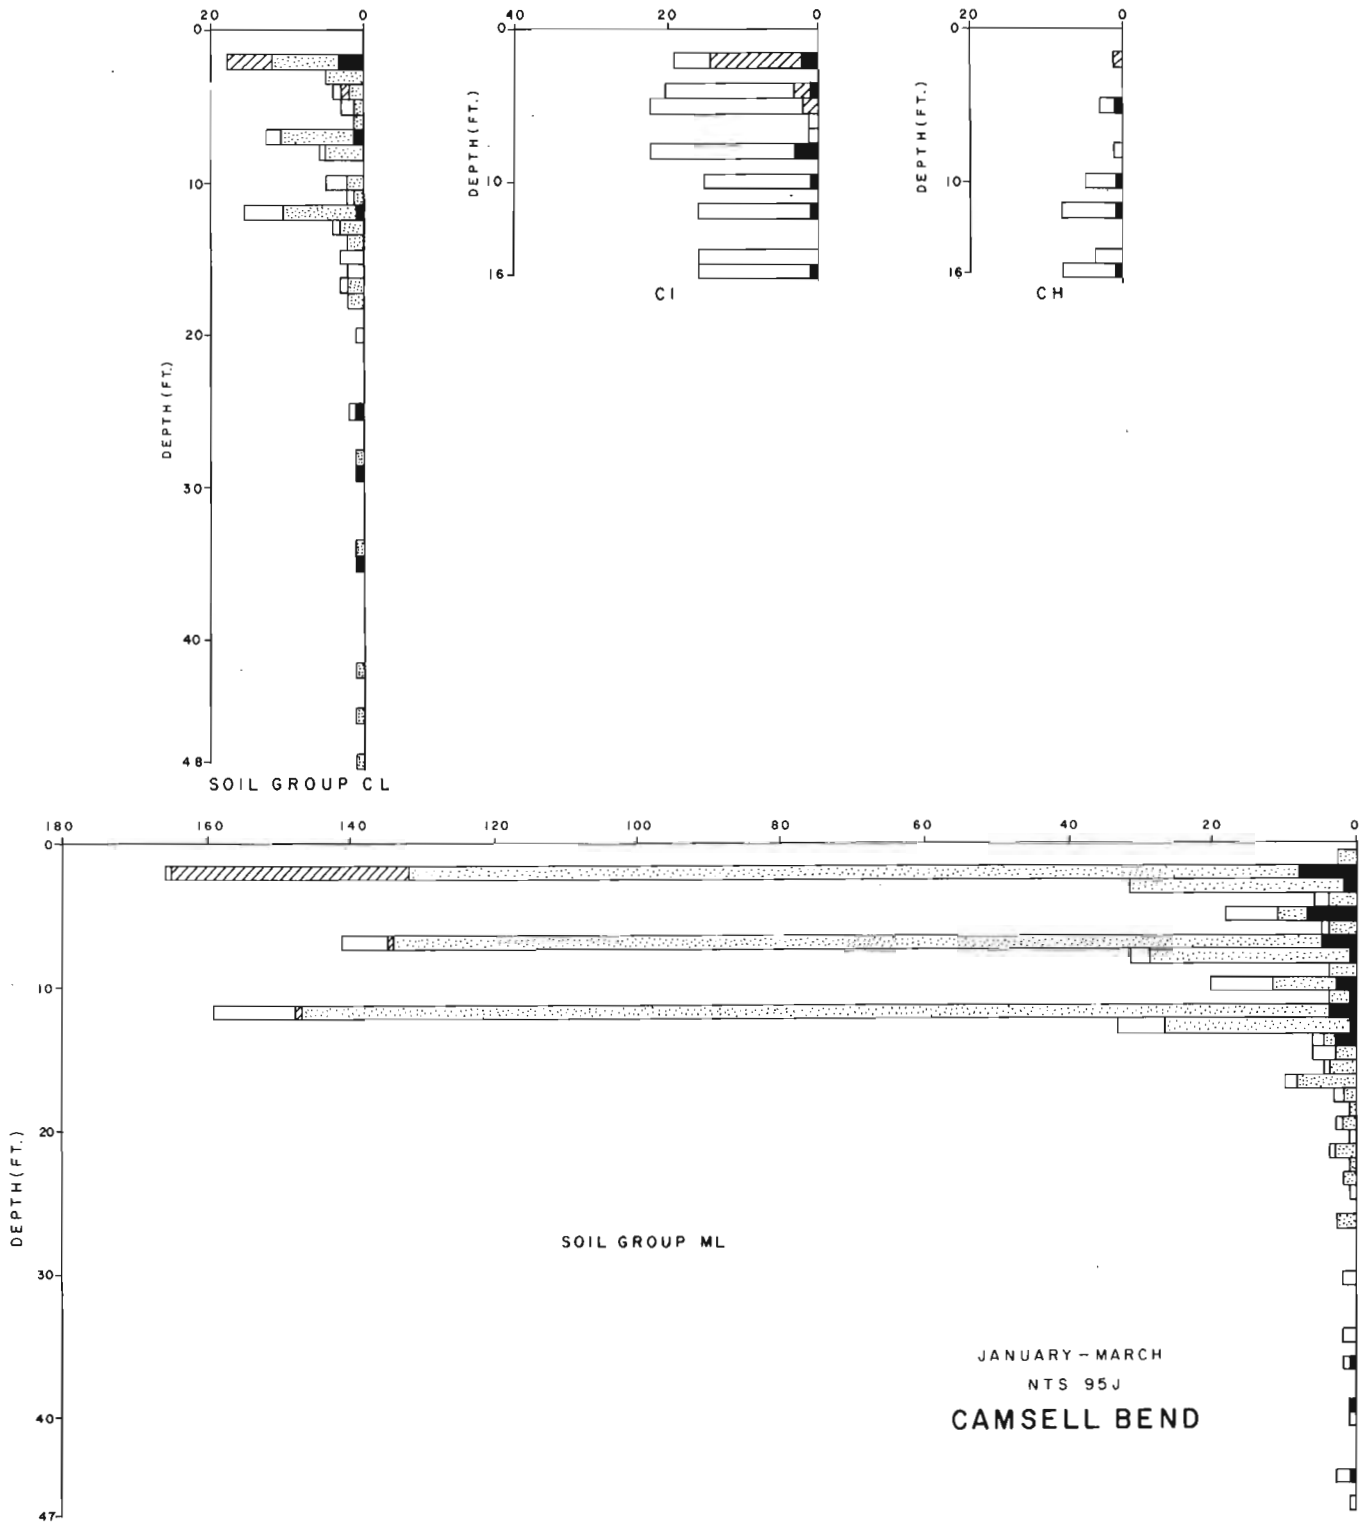 20 0
0
10
20
30
40
48
DEPTH (FT.)
SOIL GROUP CL
40 20 0
0
10
16
DEPTH (FT.)
CI
20 0
0
10
16
DEPTH (FT.)
CH
180 160 140 120 100 80 60 40 20 0
0
10
20
30
40
47
DEPTH (FT.)
SOIL GROUP ML
JANUARY - MARCH
NTS 95J
CAMSELL BEND